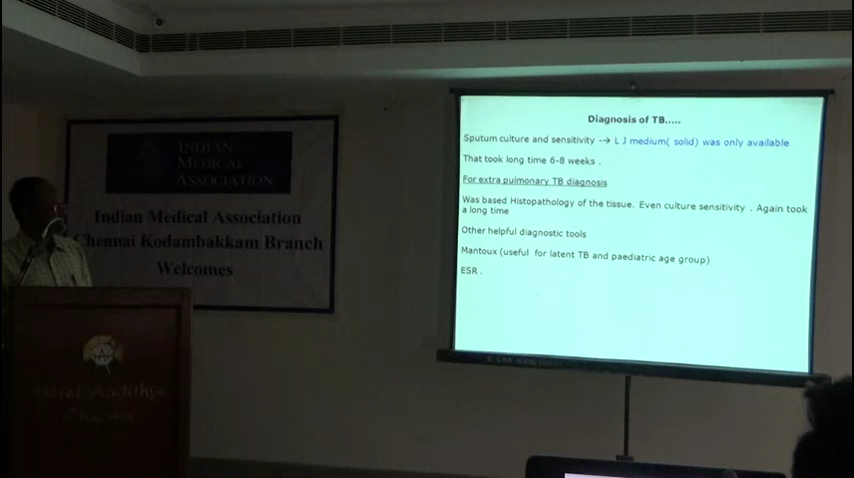 INDIAN
MEDICAL
ASSOCIATION
Indian Medical Association
Chennai Kodambakkam Branch
Welcomes
Diagnosis of TB.....
Sputum culture and sensitivity --→ L J medium( solid) was only available
That took long time 6-8 weeks .
For extra pulmonary TB diagnosis
Was based Histopathology of the tissue. Even culture sensitivity . Again took
a long time
Other helpful diagnostic tools
Mantoux (useful for latent TB and paediatric age group)
ESR .
Hotel Aadithya